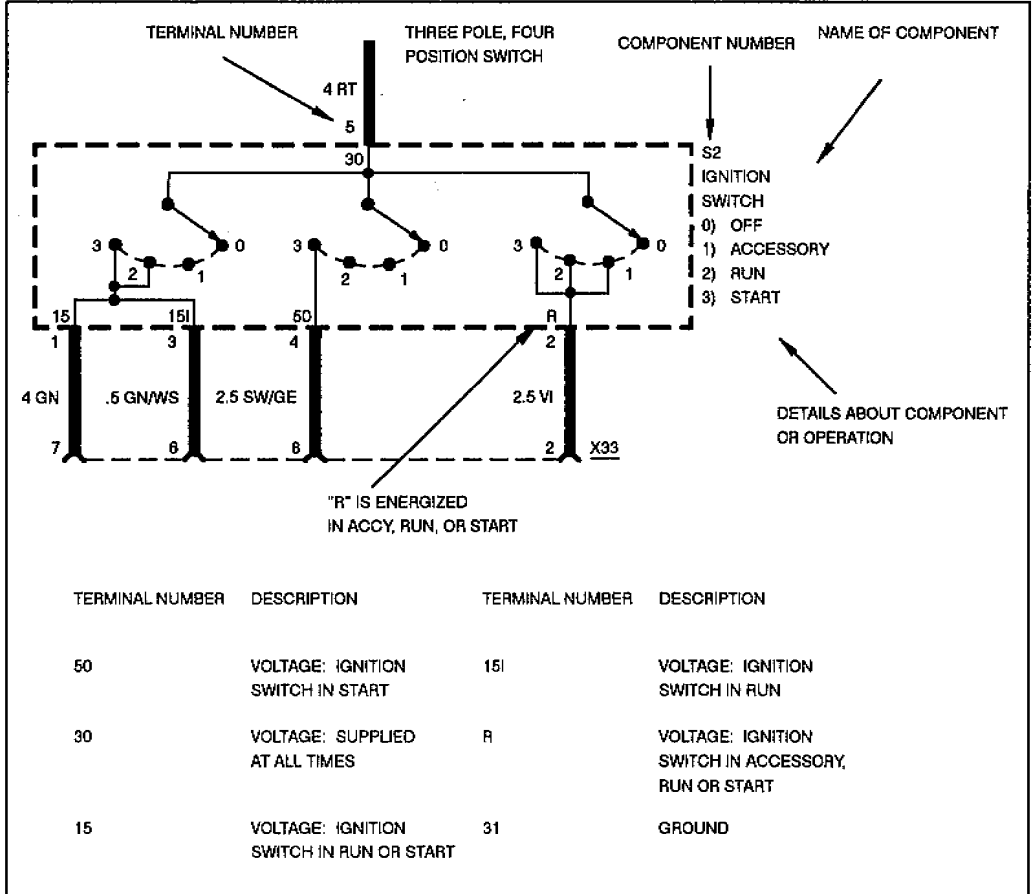 TERMINAL NUMBER
THREE POLE, FOUR
POSITION SWITCH
COMPONENT NUMBER
NAME OF COMPONENT
4 RT
5
30
S2
IGNITION
SWITCH
0) OFF
1) ACCESSORY
2) RUN
3) START
3 0 3 0 3 0
2 1 2 1 2 1
15 15I 50 R
1 3 4 2
4 GN .5 GN/WS 2.5 SW/GE 2.5 VI
7 6 8 2 X33
DETAILS ABOUT COMPONENT
OR OPERATION
"R" IS ENERGIZED
IN ACCY, RUN, OR START
TERMINAL NUMBER DESCRIPTION TERMINAL NUMBER DESCRIPTION
50 VOLTAGE: IGNITION 15I VOLTAGE: IGNITION
SWITCH IN START SWITCH IN RUN
30 VOLTAGE: SUPPLIED R VOLTAGE: IGNITION
AT ALL TIMES SWITCH IN ACCESSORY,
RUN OR START
15 VOLTAGE: IGNITION 31 GROUND
SWITCH IN RUN OR START